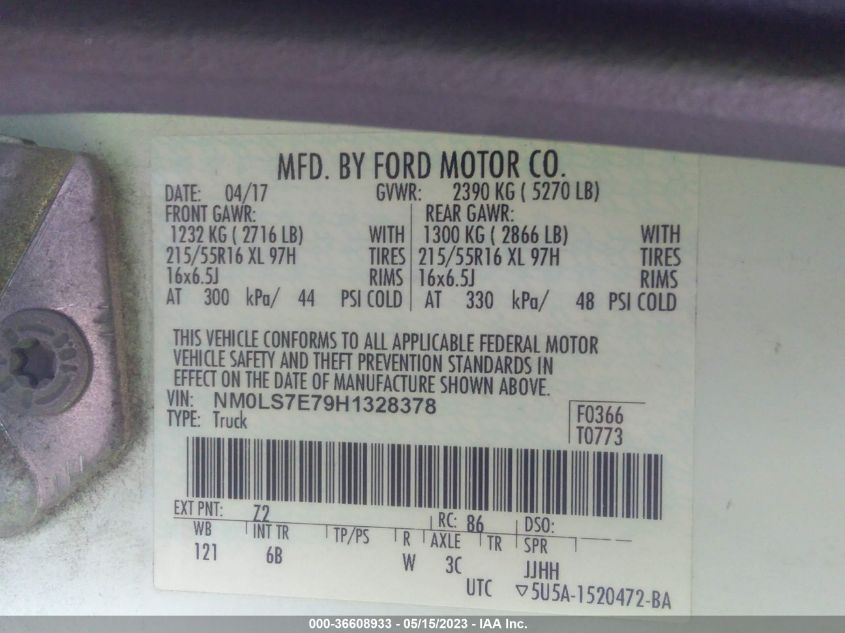 MFD. BY FORD MOTOR CO.
DATE: 04/17 GVWR: 2390 KG ( 5270 LB)
FRONT GAWR: REAR GAWR:
1232 KG ( 2716 LB) WITH 1300 KG ( 2866 LB) WITH
215/55R16 XL 97H TIRES 215/55R16 XL 97H TIRES
16x6.5J RIMS 16x6.5J RIMS
AT 300 kPa/ 44 PSI COLD AT 330 kPa/ 48 PSI COLD
THIS VEHICLE CONFORMS TO ALL APPLICABLE FEDERAL MOTOR
VEHICLE SAFETY AND THEFT PREVENTION STANDARDS IN
EFFECT ON THE DATE OF MANUFACTURE SHOWN ABOVE.
VIN: NM0LS7E79H1328378
TYPE: Truck
F0366
T0773
EXT PNT: Z2 RC: 86 DSO:
WB INT TR TP/PS R AXLE TR SPR
121 6B W 3C JJHH
UTC ▽5U5A-1520472-BA
000-36608933 - 05/15/2023 - IAA Inc.